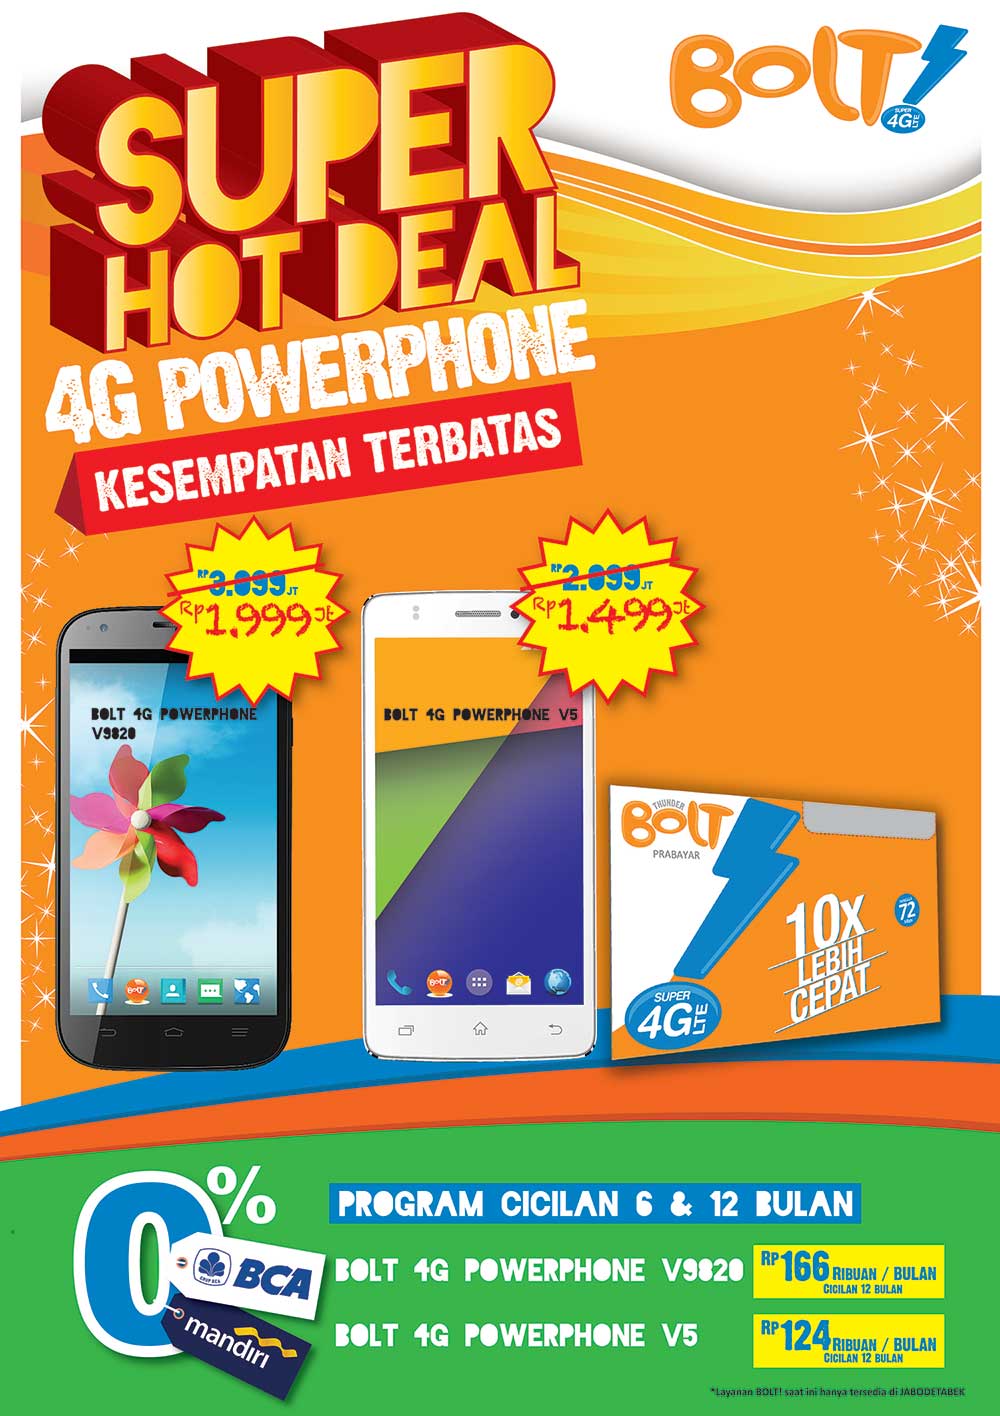 BOLT!
SUPER
4G LTE
SUPER
HOT DEAL
4G POWERPHONE
KESEMPATAN TERBATAS
RP 3.099 JT
Rp 1.999 Jt
RP 2.099 JT
Rp 1.499 Jt
BOLT 4G POWERPHONE
V9820
BOLT 4G POWERPHONE V5
BOLT
BOLT
THUNDER
BOLT
PRABAYAR
10X
LEBIH
CEPAT
72
SUPER
4G LTE
0%
GRUP BCA
BCA
mandiri
PROGRAM CICILAN 6 & 12 BULAN
BOLT 4G POWERPHONE V9820
RP 166 RIBUAN / BULAN
CICILAN 12 BULAN
BOLT 4G POWERPHONE V5
RP 124 RIBUAN / BULAN
CICILAN 12 BULAN
*Layanan BOLT! saat ini hanya tersedia di JABODETABEK